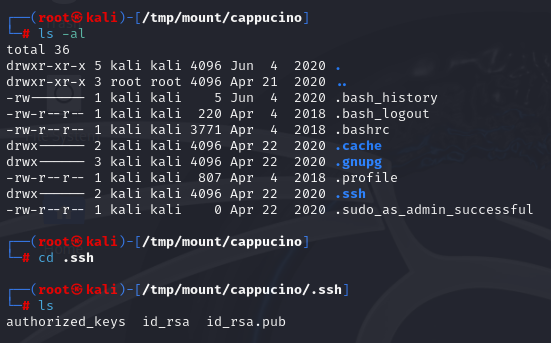 ┌──(root㉿kali)-[/tmp/mount/cappucino]
└─# ls -al
total 36
drwxr-xr-x 5 kali kali 4096 Jun  4  2020 .
drwxr-xr-x 3 root root 4096 Apr 21  2020 ..
-rw------- 1 kali kali    5 Jun  4  2020 .bash_history
-rw-r--r-- 1 kali kali  220 Apr  4  2018 .bash_logout
-rw-r--r-- 1 kali kali 3771 Apr  4  2018 .bashrc
drwx------ 2 kali kali 4096 Apr 22  2020 .cache
drwx------ 3 kali kali 4096 Apr 22  2020 .gnupg
-rw-r--r-- 1 kali kali  807 Apr  4  2018 .profile
drwx------ 2 kali kali 4096 Apr 22  2020 .ssh
-rw-r--r-- 1 kali kali    0 Apr 22  2020 .sudo_as_admin_successful
┌──(root㉿kali)-[/tmp/mount/cappucino]
└─# cd .ssh
┌──(root㉿kali)-[/tmp/mount/cappucino/.ssh]
└─# ls
authorized_keys  id_rsa  id_rsa.pub